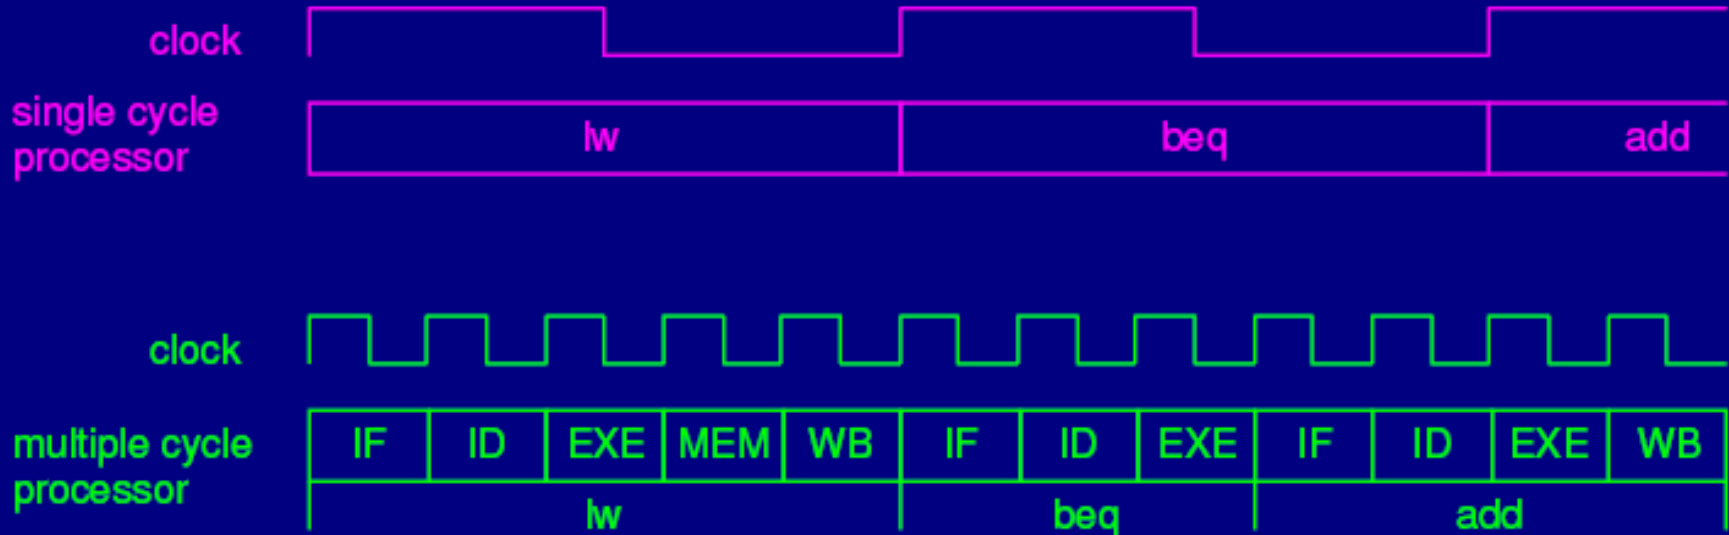 clock
single cycle
processor
lw beq add
clock
multiple cycle
processor
IF ID EXE MEM WB IF ID EXE IF ID EXE WB
lw beq add